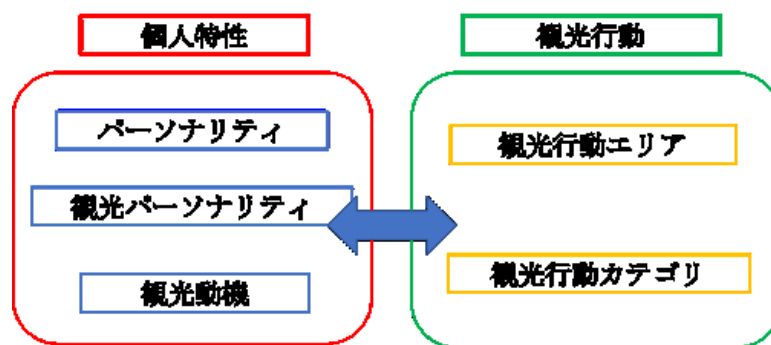 個人特性
パーソナリティ
観光パーソナリティ
観光動機
観光行動
観光行動エリア
観光行動カテゴリ